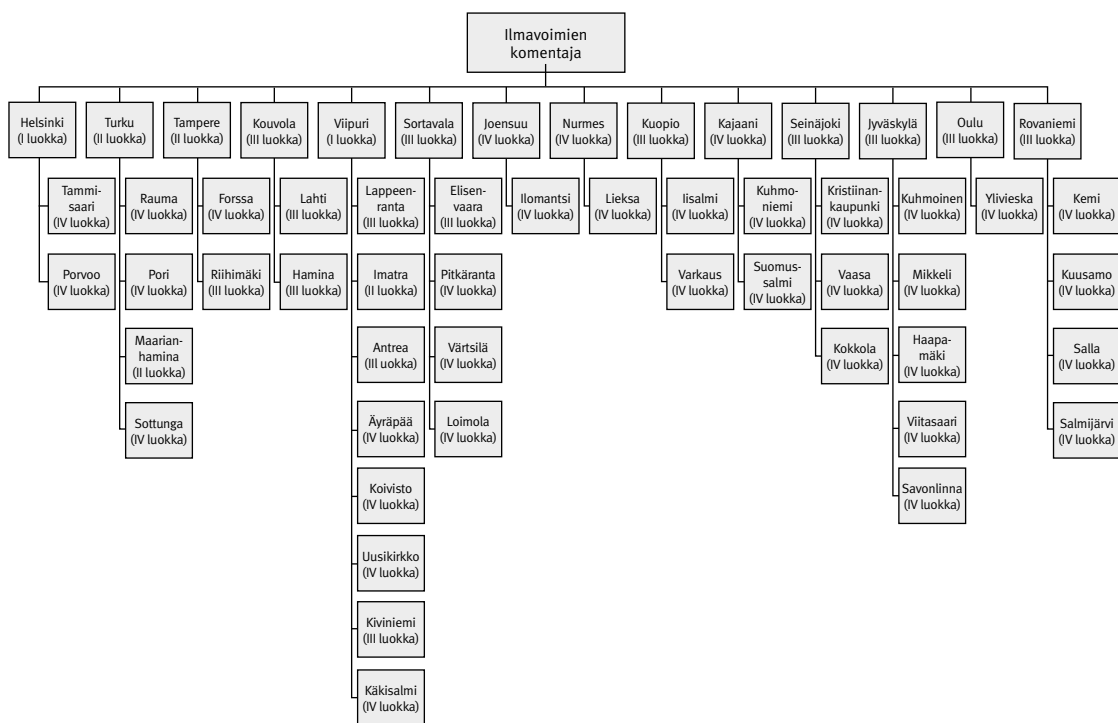 Ilmavoimien
komentaja
Helsinki
(I luokka)
Turku
(II luokka)
Tampere
(II luokka)
Kouvola
(III luokka)
Viipuri
(I luokka)
Sortavala
(III luokka)
Joensuu
(IV luokka)
Nurmes
(IV luokka)
Kuopio
(III luokka)
Kajaani
(IV luokka)
Seinäjoki
(III luokka)
Jyväskylä
(III luokka)
Oulu
(III luokka)
Rovaniemi
(III luokka)
Tammi-
saari
(IV luokka)
Porvoo
(IV luokka)
Rauma
(IV luokka)
Pori
(IV luokka)
Maarian-
hamina
(II luokka)
Sottunga
(IV luokka)
Forssa
(IV luokka)
Riihimäki
(III luokka)
Lahti
(III luokka)
Hamina
(III luokka)
Lappeen-
ranta
(III luokka)
Imatra
(II luokka)
Antrea
(III uokka)
Äyräpää
(IV luokka)
Koivisto
(IV luokka)
Uusikirkko
(IV luokka)
Kiviniemi
(III luokka)
Käkisalmi
(IV luokka)
Elisen-
vaara
(III luokka)
Pitkäranta
(IV luokka)
Värtsilä
(IV luokka)
Loimola
(IV luokka)
Ilomantsi
(IV luokka)
Lieksa
(IV luokka)
Iisalmi
(IV luokka)
Varkaus
(IV luokka)
Kuhmo-
niemi
(IV luokka)
Suomus-
salmi
(IV luokka)
Kristiinan-
kaupunki
(IV luokka)
Vaasa
(IV luokka)
Kokkola
(IV luokka)
Kuhmoinen
(IV luokka)
Mikkeli
(IV luokka)
Haapa-
mäki
(IV luokka)
Viitasaari
(IV luokka)
Savonlinna
(IV luokka)
Ylivieska
(IV luokka)
Kemi
(IV luokka)
Kuusamo
(IV luokka)
Salla
(IV luokka)
Salmijärvi
(IV luokka)